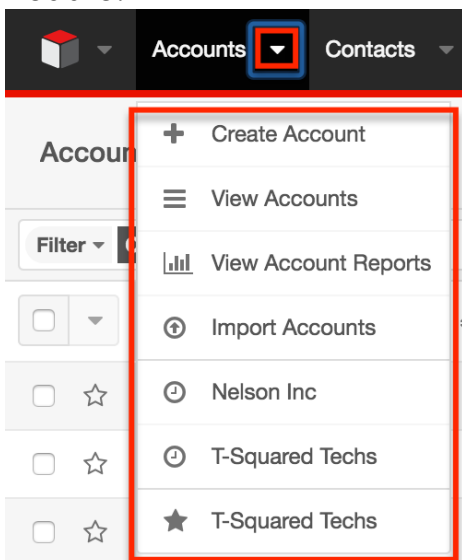 Accounts Contacts
Accoun
Create Account
View Accounts
Filter
View Account Reports
Import Accounts
Nelson Inc
T-Squared Techs
T-Squared Techs